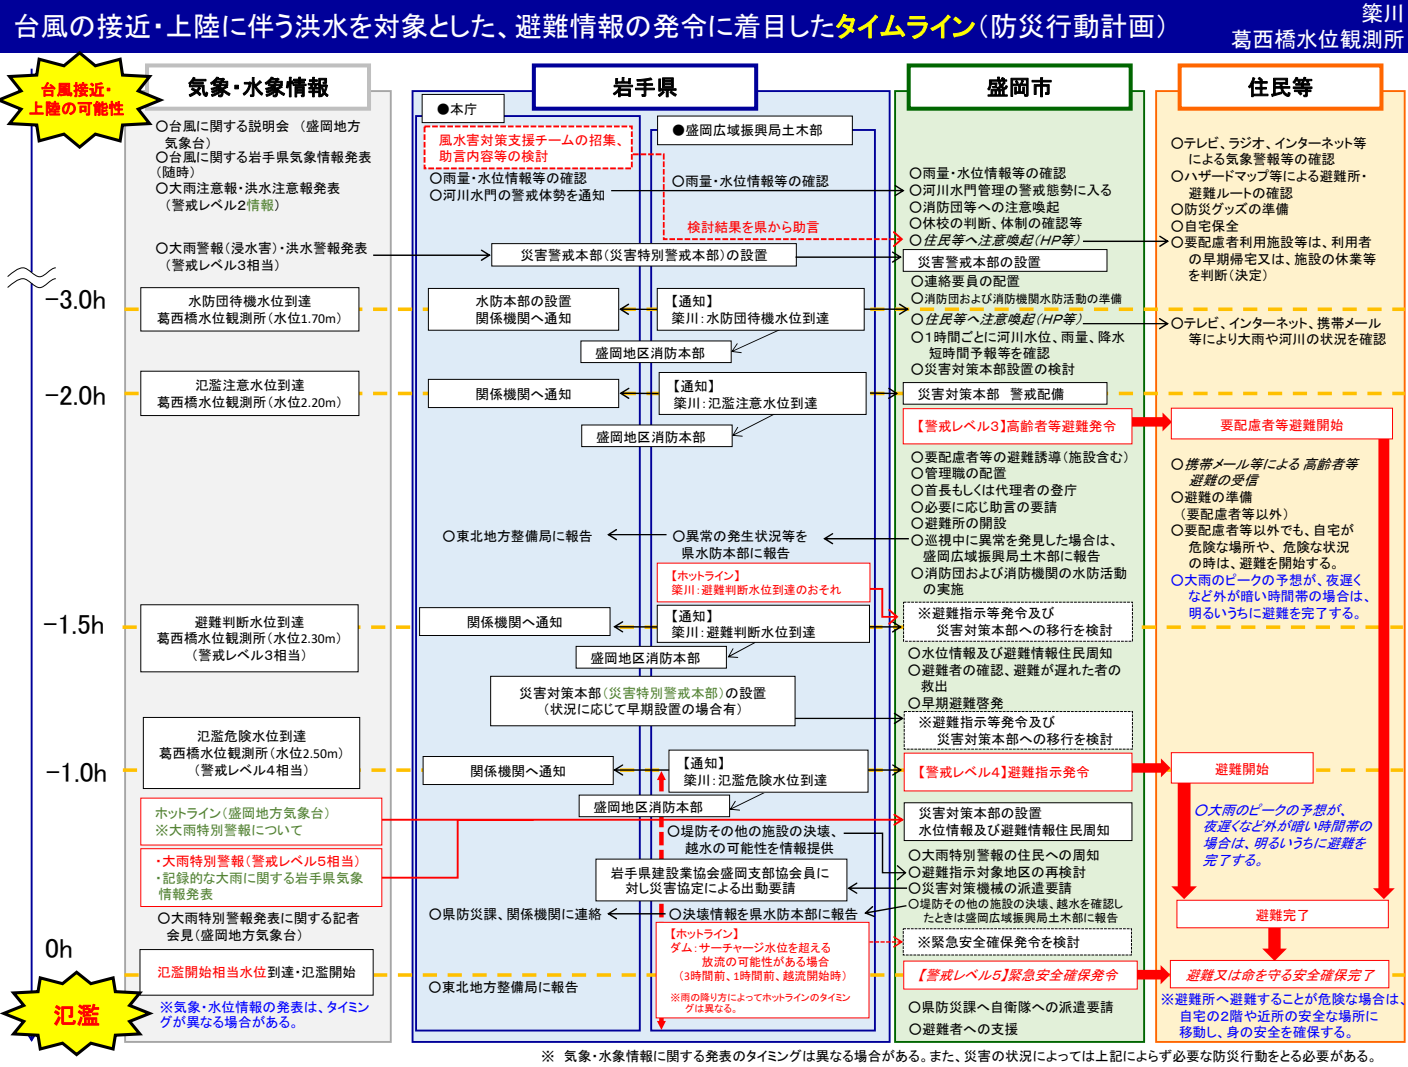 台風の接近・上陸に伴う洪水を対象とした、避難情報の発令に着目したタイムライン(防災行動計画)
簗川
葛西橋水位観測所
台風接近・
上陸の可能性
気象・水象情報
○台風に関する説明会 (盛岡地方
気象台)
○台風に関する岩手県気象情報発表
(随時)
○大雨注意報・洪水注意報発表
(警戒レベル2情報)
○大雨警報(浸水害)・洪水警報発表
(警戒レベル3相当)
-3.0h
水防団待機水位到達
葛西橋水位観測所(水位1.70m)
-2.0h
氾濫注意水位到達
葛西橋水位観測所(水位2.20m)
-1.5h
避難判断水位到達
葛西橋水位観測所(水位2.30m)
(警戒レベル3相当)
氾濫危険水位到達
葛西橋水位観測所(水位2.50m)
(警戒レベル4相当)
-1.0h
ホットライン(盛岡地方気象台)
※大雨特別警報について
・大雨特別警報(警戒レベル5相当)
・記録的な大雨に関する岩手県気象
情報発表
○大雨特別警報発表に関する記者
会見(盛岡地方気象台)
0h
氾濫開始相当水位到達・氾濫開始
氾濫
※気象・水位情報の発表は、タイミン
グが異なる場合がある。
岩手県
●本庁
風水害対策支援チームの招集、
助言内容等の検討
○雨量・水位情報等の確認
○河川水門の警戒体勢を通知
●盛岡広域振興局土木部
○雨量・水位情報等の確認
検討結果を県から助言
災害警戒本部(災害特別警戒本部)の設置
水防本部の設置
関係機関へ通知
【通知】
簗川:水防団待機水位到達
盛岡地区消防本部
関係機関へ通知
【通知】
簗川:氾濫注意水位到達
盛岡地区消防本部
○東北地方整備局に報告
○異常の発生状況等を
県水防本部に報告
【ホットライン】
簗川:避難判断水位到達のおそれ
関係機関へ通知
【通知】
簗川:避難判断水位到達
盛岡地区消防本部
災害対策本部(災害特別警戒本部)の設置
(状況に応じて早期設置の場合有)
関係機関へ通知
【通知】
簗川:氾濫危険水位到達
盛岡地区消防本部
○堤防その他の施設の決壊、
越水の可能性を情報提供
岩手県建設業協会盛岡支部協会員に
対し災害協定による出動要請
○県防災課、関係機関に連絡
○決壊情報を県水防本部に報告
【ホットライン】
ダム:サーチャージ水位を超える
放流の可能性がある場合
(3時間前、1時間前、越流開始時)
※雨の降り方によってホットラインのタイミン
グは異なる。
○東北地方整備局に報告
盛岡市
○雨量・水位情報等の確認
○河川水門管理の警戒態勢に入る
○消防団等への注意喚起
○休校の判断、体制の確認等
○住民等へ注意喚起(HP等)
災害警戒本部の設置
○連絡要員の配置
○消防団および消防機関水防活動の準備
○住民等へ注意喚起(HP等)
○1時間ごとに河川水位、雨量、降水
短時間予報等を確認
○災害対策本部設置の検討
災害対策本部 警戒配備
【警戒レベル3】高齢者等避難発令
○要配慮者等の避難誘導(施設含む)
○管理職の配置
○首長もしくは代理者の登庁
○必要に応じ助言の要請
○避難所の開設
○巡視中に異常を発見した場合は、
盛岡広域振興局土木部に報告
○消防団および消防機関の水防活動
の実施
※避難指示等発令及び
災害対策本部への移行を検討
○水位情報及び避難情報住民周知
○避難者の確認、避難が遅れた者の
救出
○早期避難啓発
※避難指示等発令及び
災害対策本部への移行を検討
【警戒レベル4】避難指示発令
災害対策本部の設置
水位情報及び避難情報住民周知
○大雨特別警報の住民への周知
○避難指示対象地区の再検討
○災害対策機械の派遣要請
○堤防その他の施設の決壊、越水を確認し
たときは盛岡広域振興局土木部に報告
※緊急安全確保発令を検討
【警戒レベル5】緊急安全確保発令
○県防災課へ自衛隊への派遣要請
○避難者への支援
住民等
○テレビ、ラジオ、インターネット等
による気象警報等の確認
○ハザードマップ等による避難所・
避難ルートの確認
○防災グッズの準備
○自宅保全
○要配慮者利用施設等は、利用者
の早期帰宅又は、施設の休業等
を判断(決定)
○テレビ、インターネット、携帯メール
等により大雨や河川の状況を確認
要配慮者等避難開始
○携帯メール等による高齢者等
避難の受信
○避難の準備
(要配慮者等以外)
○要配慮者等以外でも、自宅が
危険な場所や、危険な状況
の時は、避難を開始する。
○大雨のピークの予想が、夜遅く
など外が暗い時間帯の場合は、
明るいうちに避難を完了する。
避難開始
○大雨のピークの予想が、
夜遅くなど外が暗い時間帯の
場合は、明るいうちに避難を
完了する。
避難完了
避難又は命を守る安全確保完了
※避難所へ避難することが危険な場合は、
自宅の2階や近所の安全な場所に
移動し、身の安全を確保する。
※ 気象・水象情報に関する発表のタイミングは異なる場合がある。また、災害の状況によっては上記によらず必要な防災行動をとる必要がある。